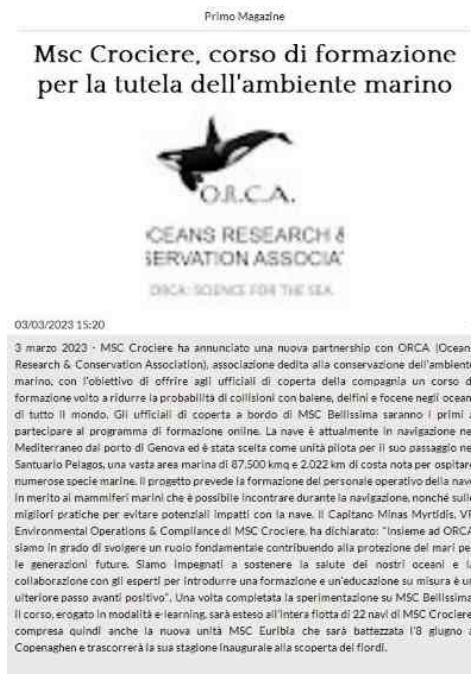 Primo Magazine
Msc Crociere, corso di formazione
per la tutela dell'ambiente marino
O.R.C.A.
OCEANS RESEARCH &
SERVATION ASSOCIA
ORCA: SCIENCE FOR THE SEA
03/03/2023 15:20
3 marzo 2023 - MSC Crociere ha annunciato una nuova partnership con ORCA (Ocean
Research & Conservation Association), associazione dedita alla conservazione dell'ambiente
marino, con l'obiettivo di offrire agli ufficiali di coperta della compagnia un corso d
formazione volto a ridurre la probabilità di collisioni con balene, delfini e focene negli ocean
di tutto il mondo. Gli ufficiali di coperta a bordo di MSC Bellissima saranno i primi a
partecipare al programma di formazione online. La nave è attualmente in navigazione ne
Mediterraneo dal porto di Genova ed è stata scelta come unità pilota per il suo passaggio ne
Santuario Pelagos, una vasta area marina di 87.500 kmq e 2.022 km di costa nota per ospitare
numerose specie marine. Il progetto prevede la formazione del personale operativo della nave
in merito ai mammiferi marini che è possibile incontrare durante la navigazione, nonché sulle
migliori pratiche per evitare potenziali impatti con la nave. Il Capitano Minas Myrtidis, VP
Environmental Operations & Compliance di MSC Crociere, ha dichiarato: "Insieme ad ORCA
siamo in grado di svolgere un ruolo fondamentale contribuendo alla protezione dei mari pe
le generazioni future. Siamo impegnati a sostenere la salute dei nostri oceani e la
collaborazione con gli esperti per introdurre una formazione e un'educazione su misura è un
ulteriore passo avanti positivo". Una volta completata la sperimentazione su MSC Bellissima
il corso, erogato in modalità e-learning, sarà esteso all'intera flotta di 22 navi di MSC Crociere
compresa quindi anche la nuova unità MSC Euribia che sarà battezzata l'8 giugno a
Copenaghen e trascorrerà la sua stagione inaugurale alla scoperta dei fiordi.